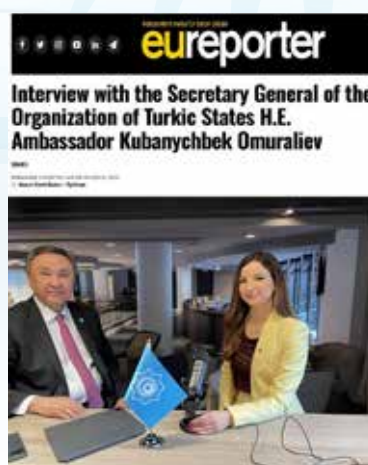 eureporter
Interview with the Secretary General of the
Organization of Turkic States H.E.
Ambassador Kubanychbek Omuraliev